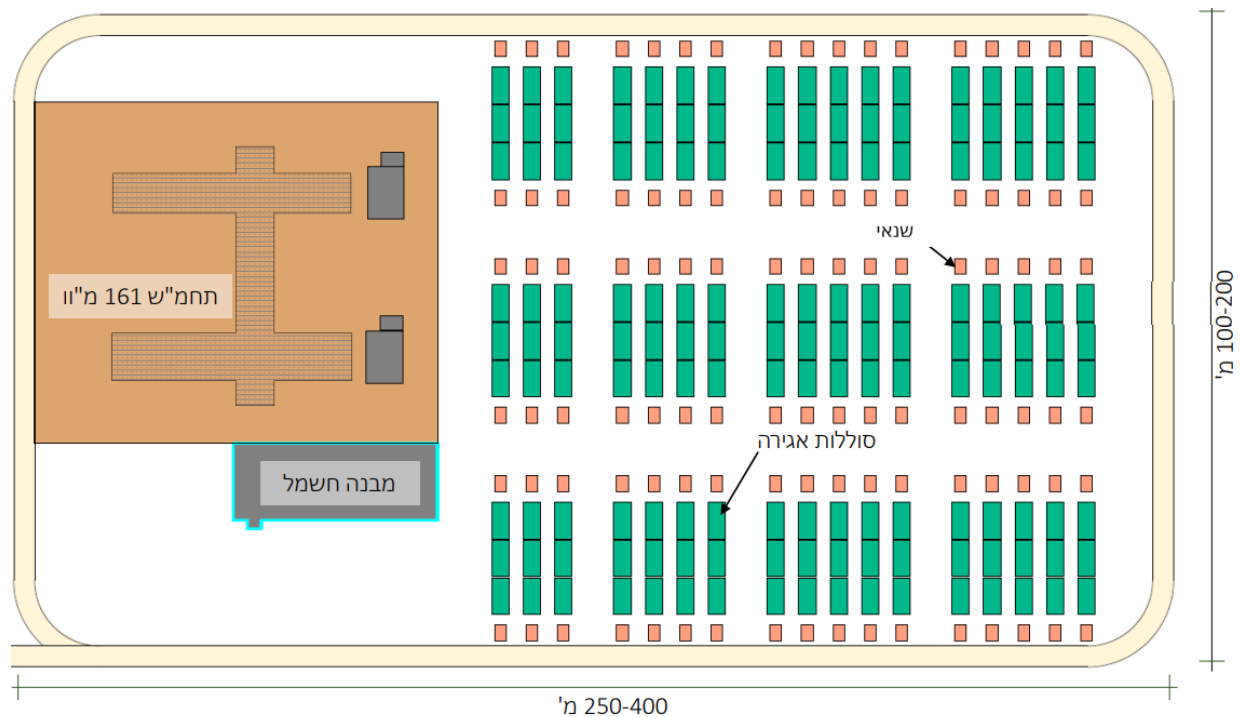 שנאי
תחמ"ש 161 מ"וו
100-200 מ'
סוללות אגירה
מבנה חשמל
250-400 מ'